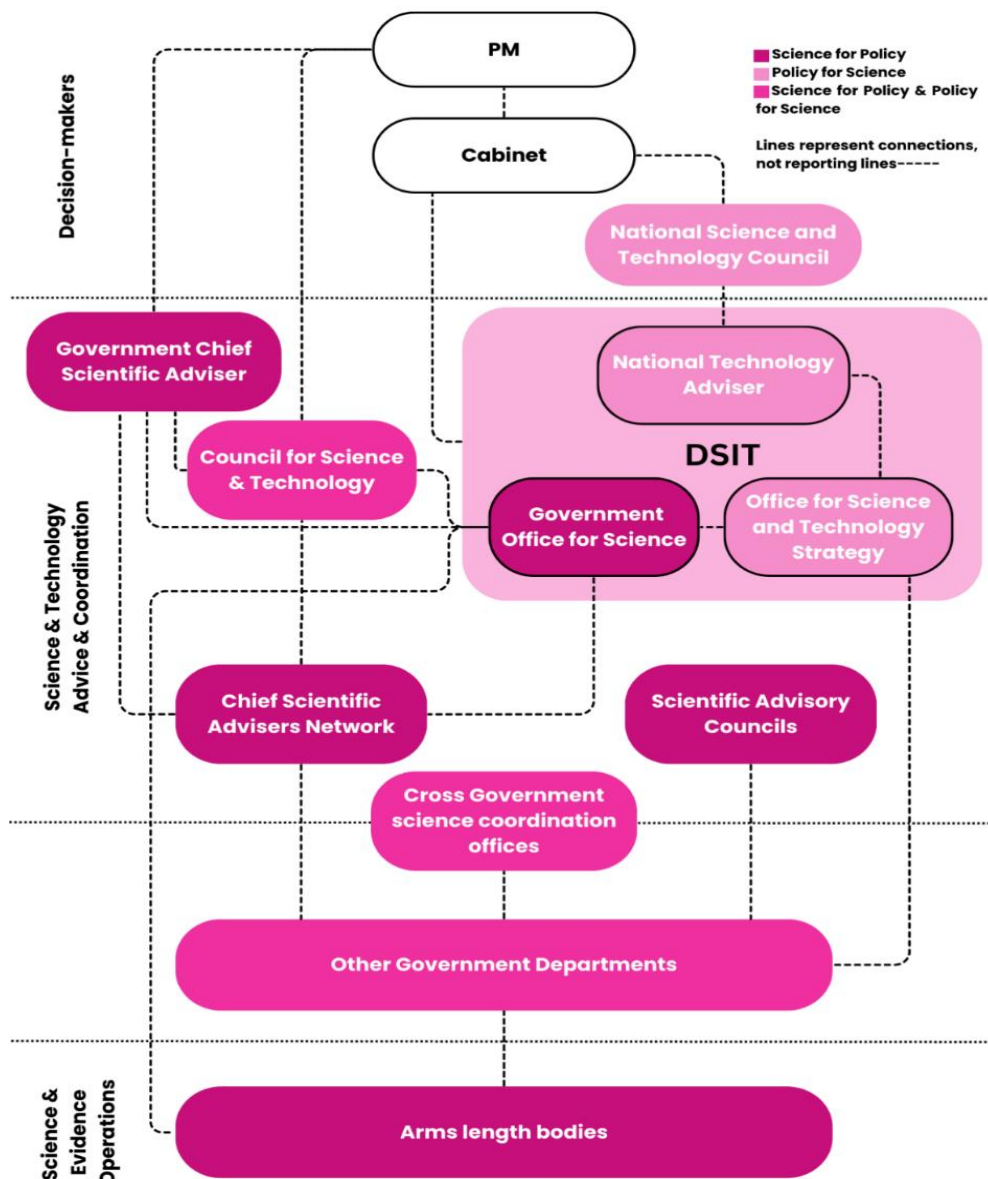 PM
Science for Policy
Policy for Science
Science for Policy & Policy
for Science
Lines represent connections,
not reporting lines-----
Cabinet
Decision-makers
National Science and
Technology Council
Government Chief
Scientific Adviser
National Technology
Adviser
Council for Science
& Technology
DSIT
Government
Office for Science
Office for Science
and Technology
Strategy
Science & Technology
Advice & Coordination
Chief Scientific
Advisers Network
Scientific Advisory
Councils
Cross Government
science coordination
offices
Other Government Departments
Science &
Evidence
Operations
Arms length bodies